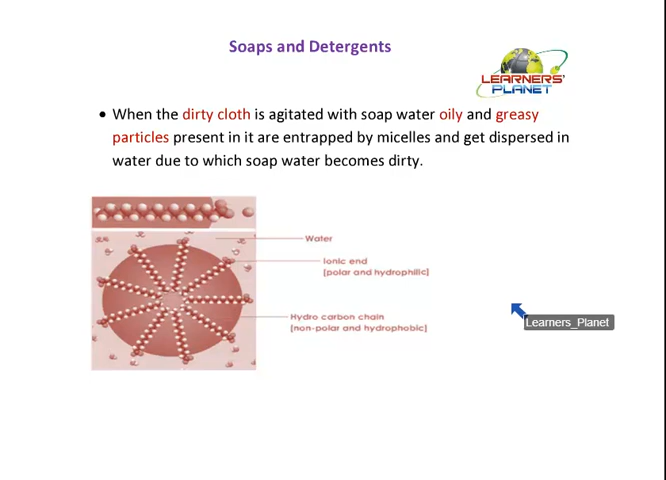 Soaps and Detergents
LEARNERS'
PLANET
• When the dirty cloth is agitated with soap water oily and greasy
particles present in it are entrapped by micelles and get dispersed in
water due to which soap water becomes dirty.
Water
Ionic end
[polar and hydrophilic]
Hydro carbon chain
[non-polar and hydrophobic]
Learners_Planet